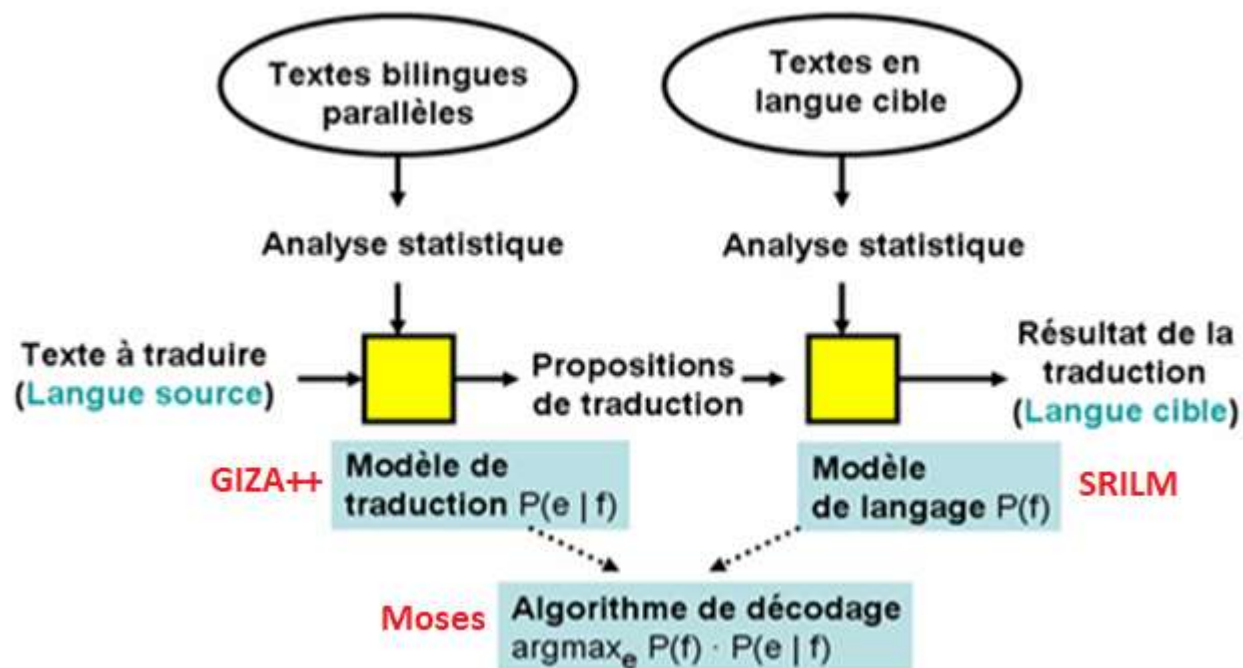 Textes bilingues
parallèles
Textes en
langue cible
Analyse statistique
Analyse statistique
Texte à traduire
(Langue source)
Propositions
de traduction
Résultat de la
traduction
(Langue cible)
GIZA++
Modèle de
traduction P(e | f)
Modèle
de langage P(f)
SRILM
Moses
Algorithme de décodage
argmaxₑ P(f) · P(e | f)